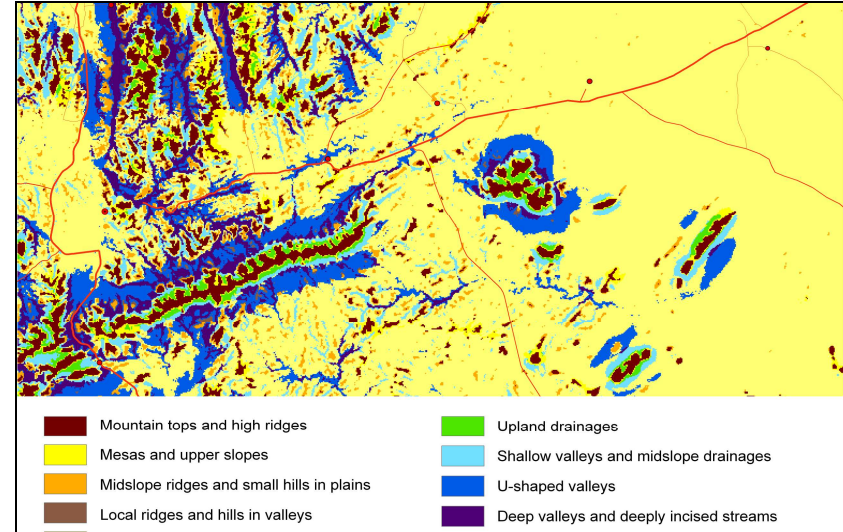 Mountain tops and high ridges
Mesas and upper slopes
Midslope ridges and small hills in plains
Local ridges and hills in valleys
Upland drainages
Shallow valleys and midslope drainages
U-shaped valleys
Deep valleys and deeply incised streams